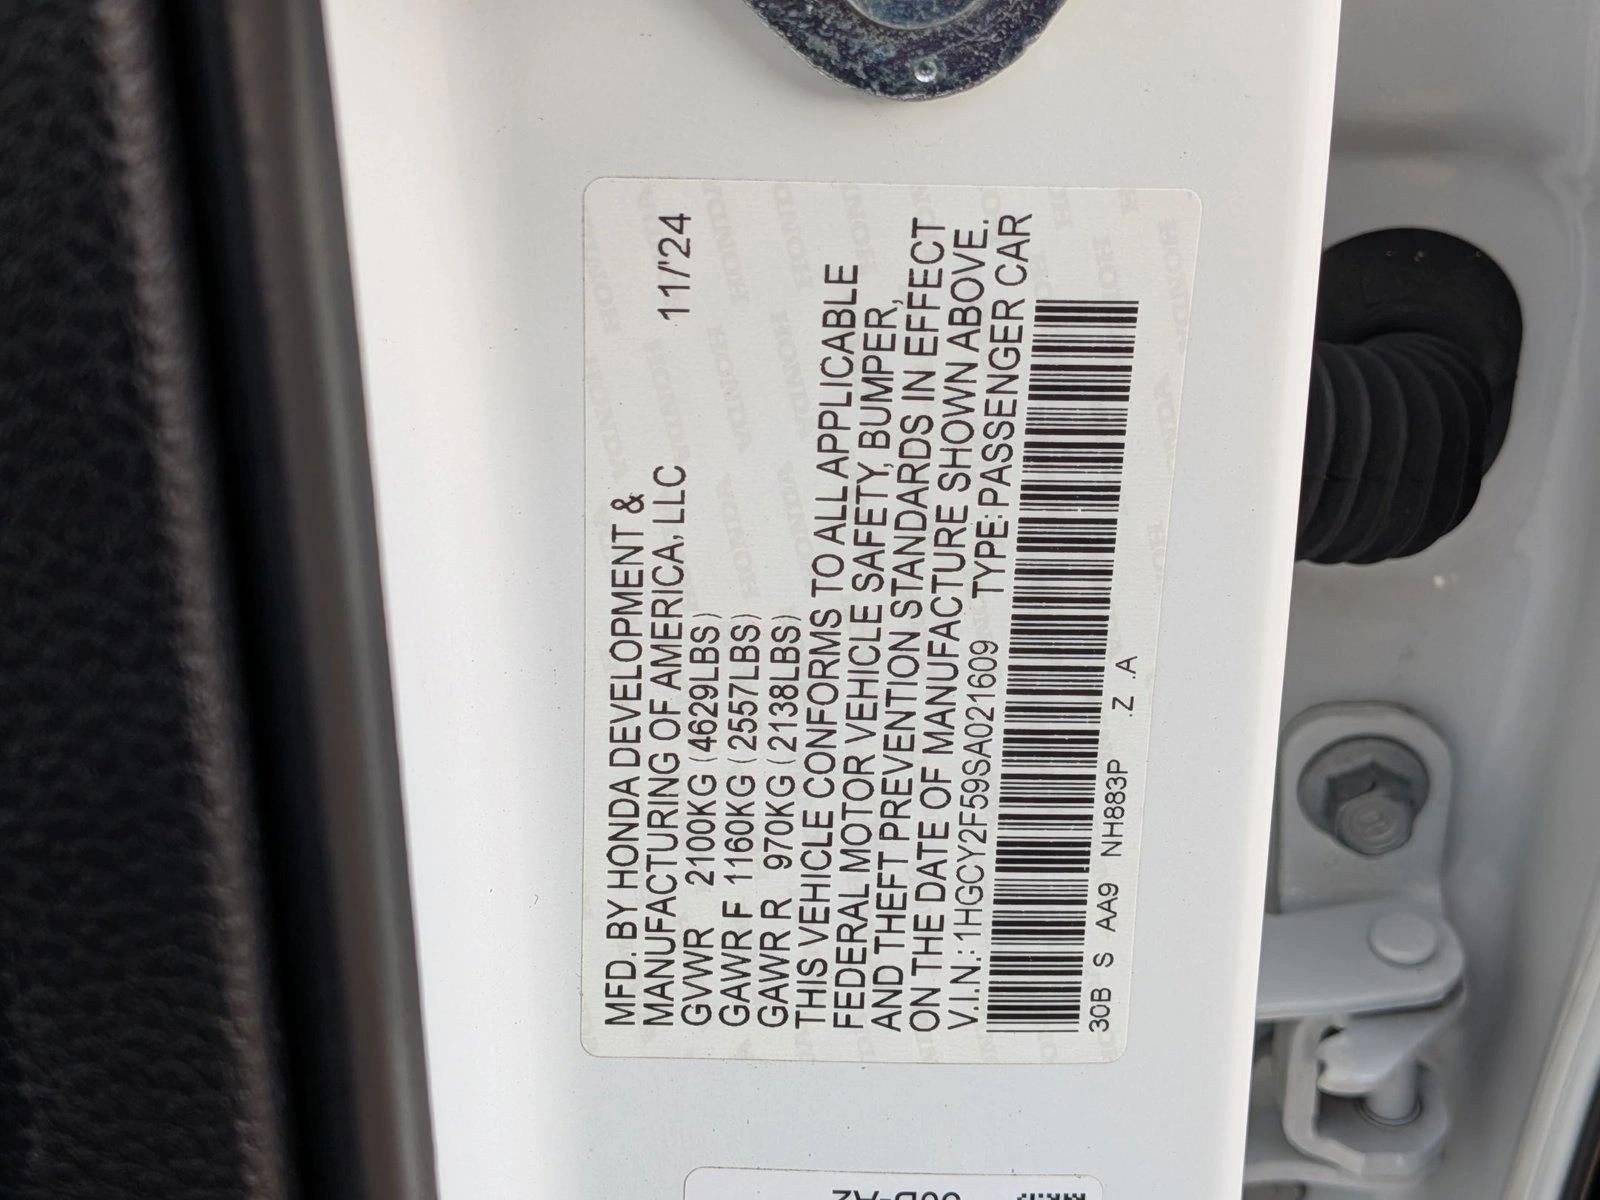 MFD. BY HONDA DEVELOPMENT &
MANUFACTURING OF AMERICA, LLC 11/'24
GVWR 2100KG (4629LBS)
GAWR F 1160KG (2557LBS)
GAWR R 970KG (2138LBS)
THIS VEHICLE CONFORMS TO ALL APPLICABLE
FEDERAL MOTOR VEHICLE SAFETY, BUMPER,
AND THEFT PREVENTION STANDARDS IN EFFECT
ON THE DATE OF MANUFACTURE SHOWN ABOVE.
V.I.N.: 1HGCY2F59SA021609 TYPE: PASSENGER CAR
30B S AA9 NH883P .Z .A